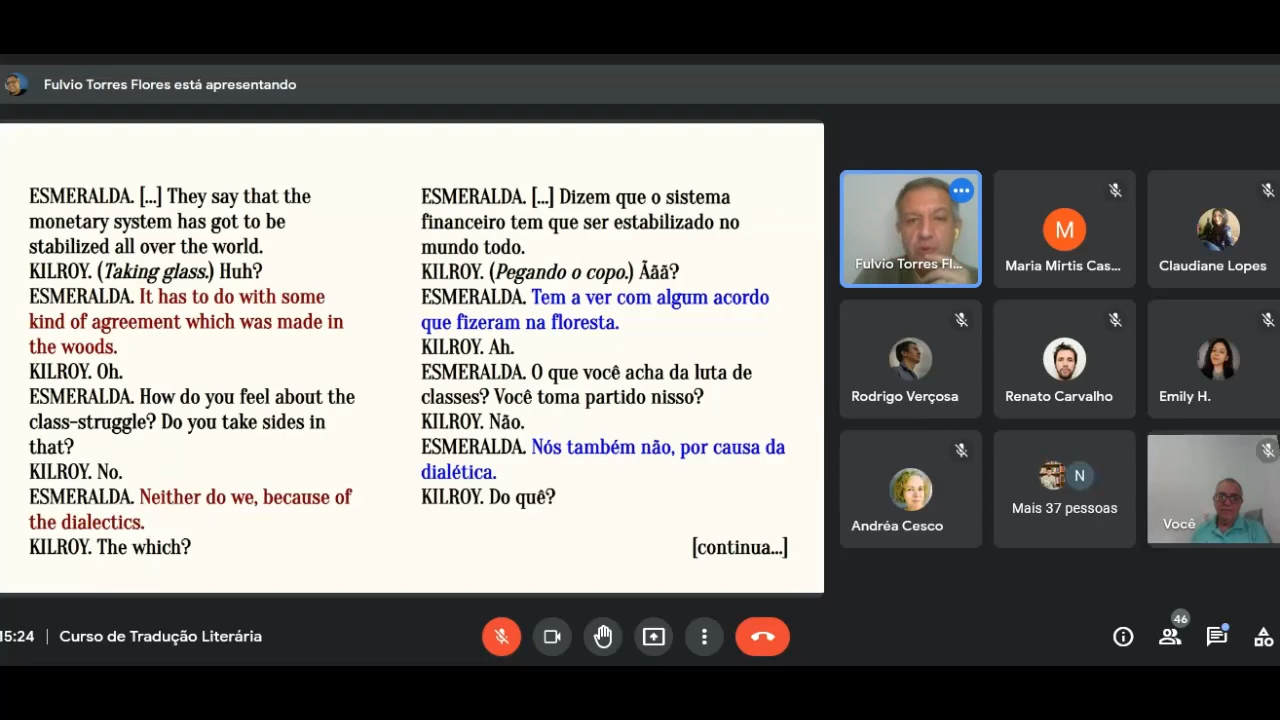 Fulvio Torres Flores está apresentando
ESMERALDA. […] They say that the
monetary system has got to be
stabilized all over the world.
KILROY. (Taking glass.) Huh?
ESMERALDA. It has to do with some
kind of agreement which was made in
the woods.
KILROY. Oh.
ESMERALDA. How do you feel about the
class-struggle? Do you take sides in
that?
KILROY. No.
ESMERALDA. Neither do we, because of
the dialectics.
KILROY. The which?
ESMERALDA. […] Dizem que o sistema
financeiro tem que ser estabilizado no
mundo todo.
KILROY. (Pegando o copo.) Ããã?
ESMERALDA. Tem a ver com algum acordo
que fizeram na floresta.
KILROY. Ah.
ESMERALDA. O que você acha da luta de
classes? Você toma partido nisso?
KILROY. Não.
ESMERALDA. Nós também não, por causa da
dialética.
KILROY. Do quê?
[continua...]
Fulvio Torres Fl...
M
Maria Mirtis Cas...
Claudiane Lopes
Rodrigo Verçosa
Renato Carvalho
Emily H.
Andréa Cesco
N
Mais 37 pessoas
Você
15:24 | Curso de Tradução Literária
46